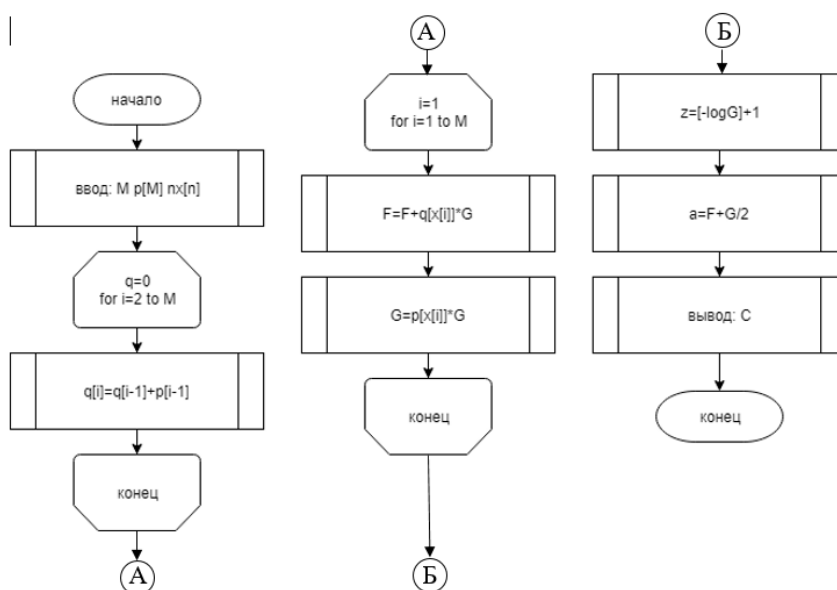 начало
ввод: M p[M] nx[n]
q=0
for i=2 to M
q[i]=q[i-1]+p[i-1]
конец
А
А
i=1
for i=1 to M
F=F+q[x[i]]*G
G=p[x[i]]*G
конец
Б
Б
z=[-logG]+1
a=F+G/2
вывод: C
конец